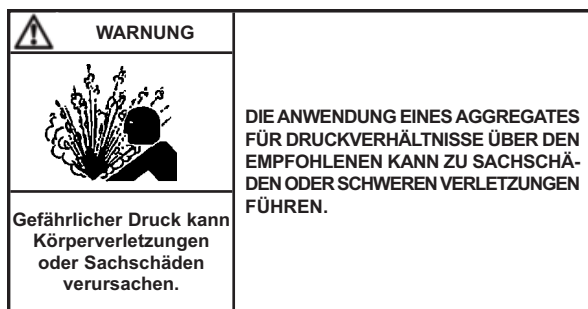 WARNUNG
Gefährlicher Druck kann
Körperverletzungen
oder Sachschäden
verursachen.
DIE ANWENDUNG EINES AGGREGATES
FÜR DRUCKVERHÄLTNISSE ÜBER DEN
EMPFOHLENEN KANN ZU SACHSCHÄ-
DEN ODER SCHWEREN VERLETZUNGEN
FÜHREN.